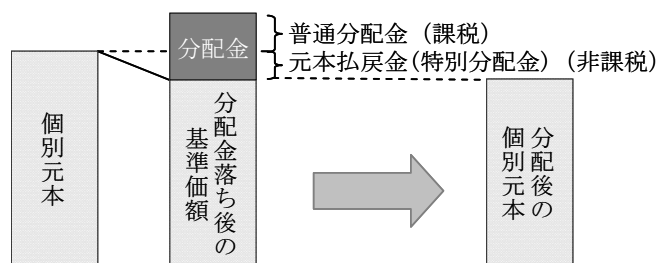 分配金
普通分配金（課税）
元本払戻金(特別分配金)（非課税）
個別元本
分配金落ち後の
基準価額
分配後の
個別元本